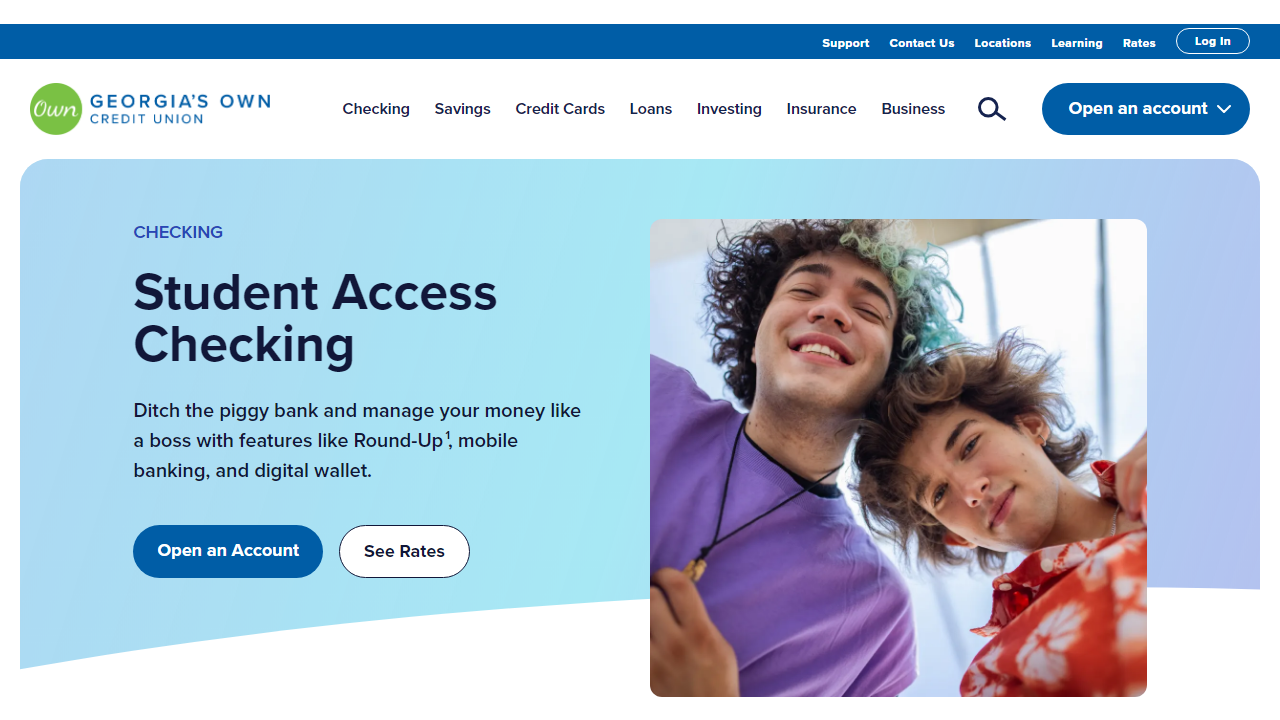 Support Contact Us Locations Learning Rates Log In
Own GEORGIA'S OWN
CREDIT UNION
Checking Savings Credit Cards Loans Investing Insurance Business Open an account
CHECKING
Student Access
Checking
Ditch the piggy bank and manage your money like
a boss with features like Round-Up¹, mobile
banking, and digital wallet.
Open an Account See Rates